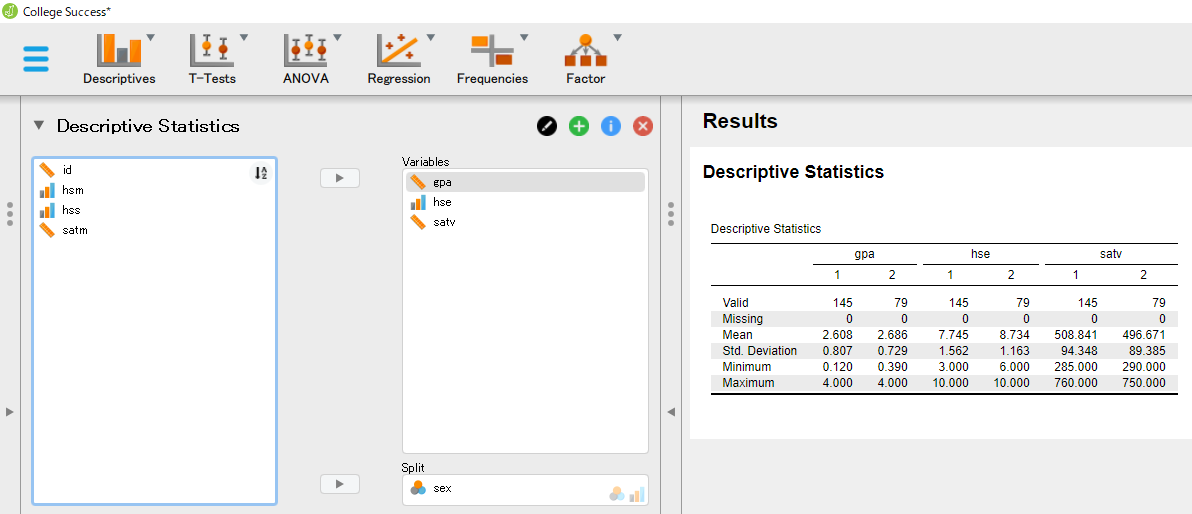 College Success*
Descriptives T-Tests ANOVA Regression Frequencies Factor
Descriptive Statistics
id
hsm
hss
satm
Variables
gpa
hse
satv
Split
sex
Results
Descriptive Statistics
Descriptive Statistics
gpa hse satv
1 2 1 2 1 2
Valid 145 79 145 79 145 79
Missing 0 0 0 0 0 0
Mean 2.608 2.686 7.745 8.734 508.841 496.671
Std. Deviation 0.807 0.729 1.562 1.163 94.348 89.385
Minimum 0.120 0.390 3.000 6.000 285.000 290.000
Maximum 4.000 4.000 10.000 10.000 760.000 750.000